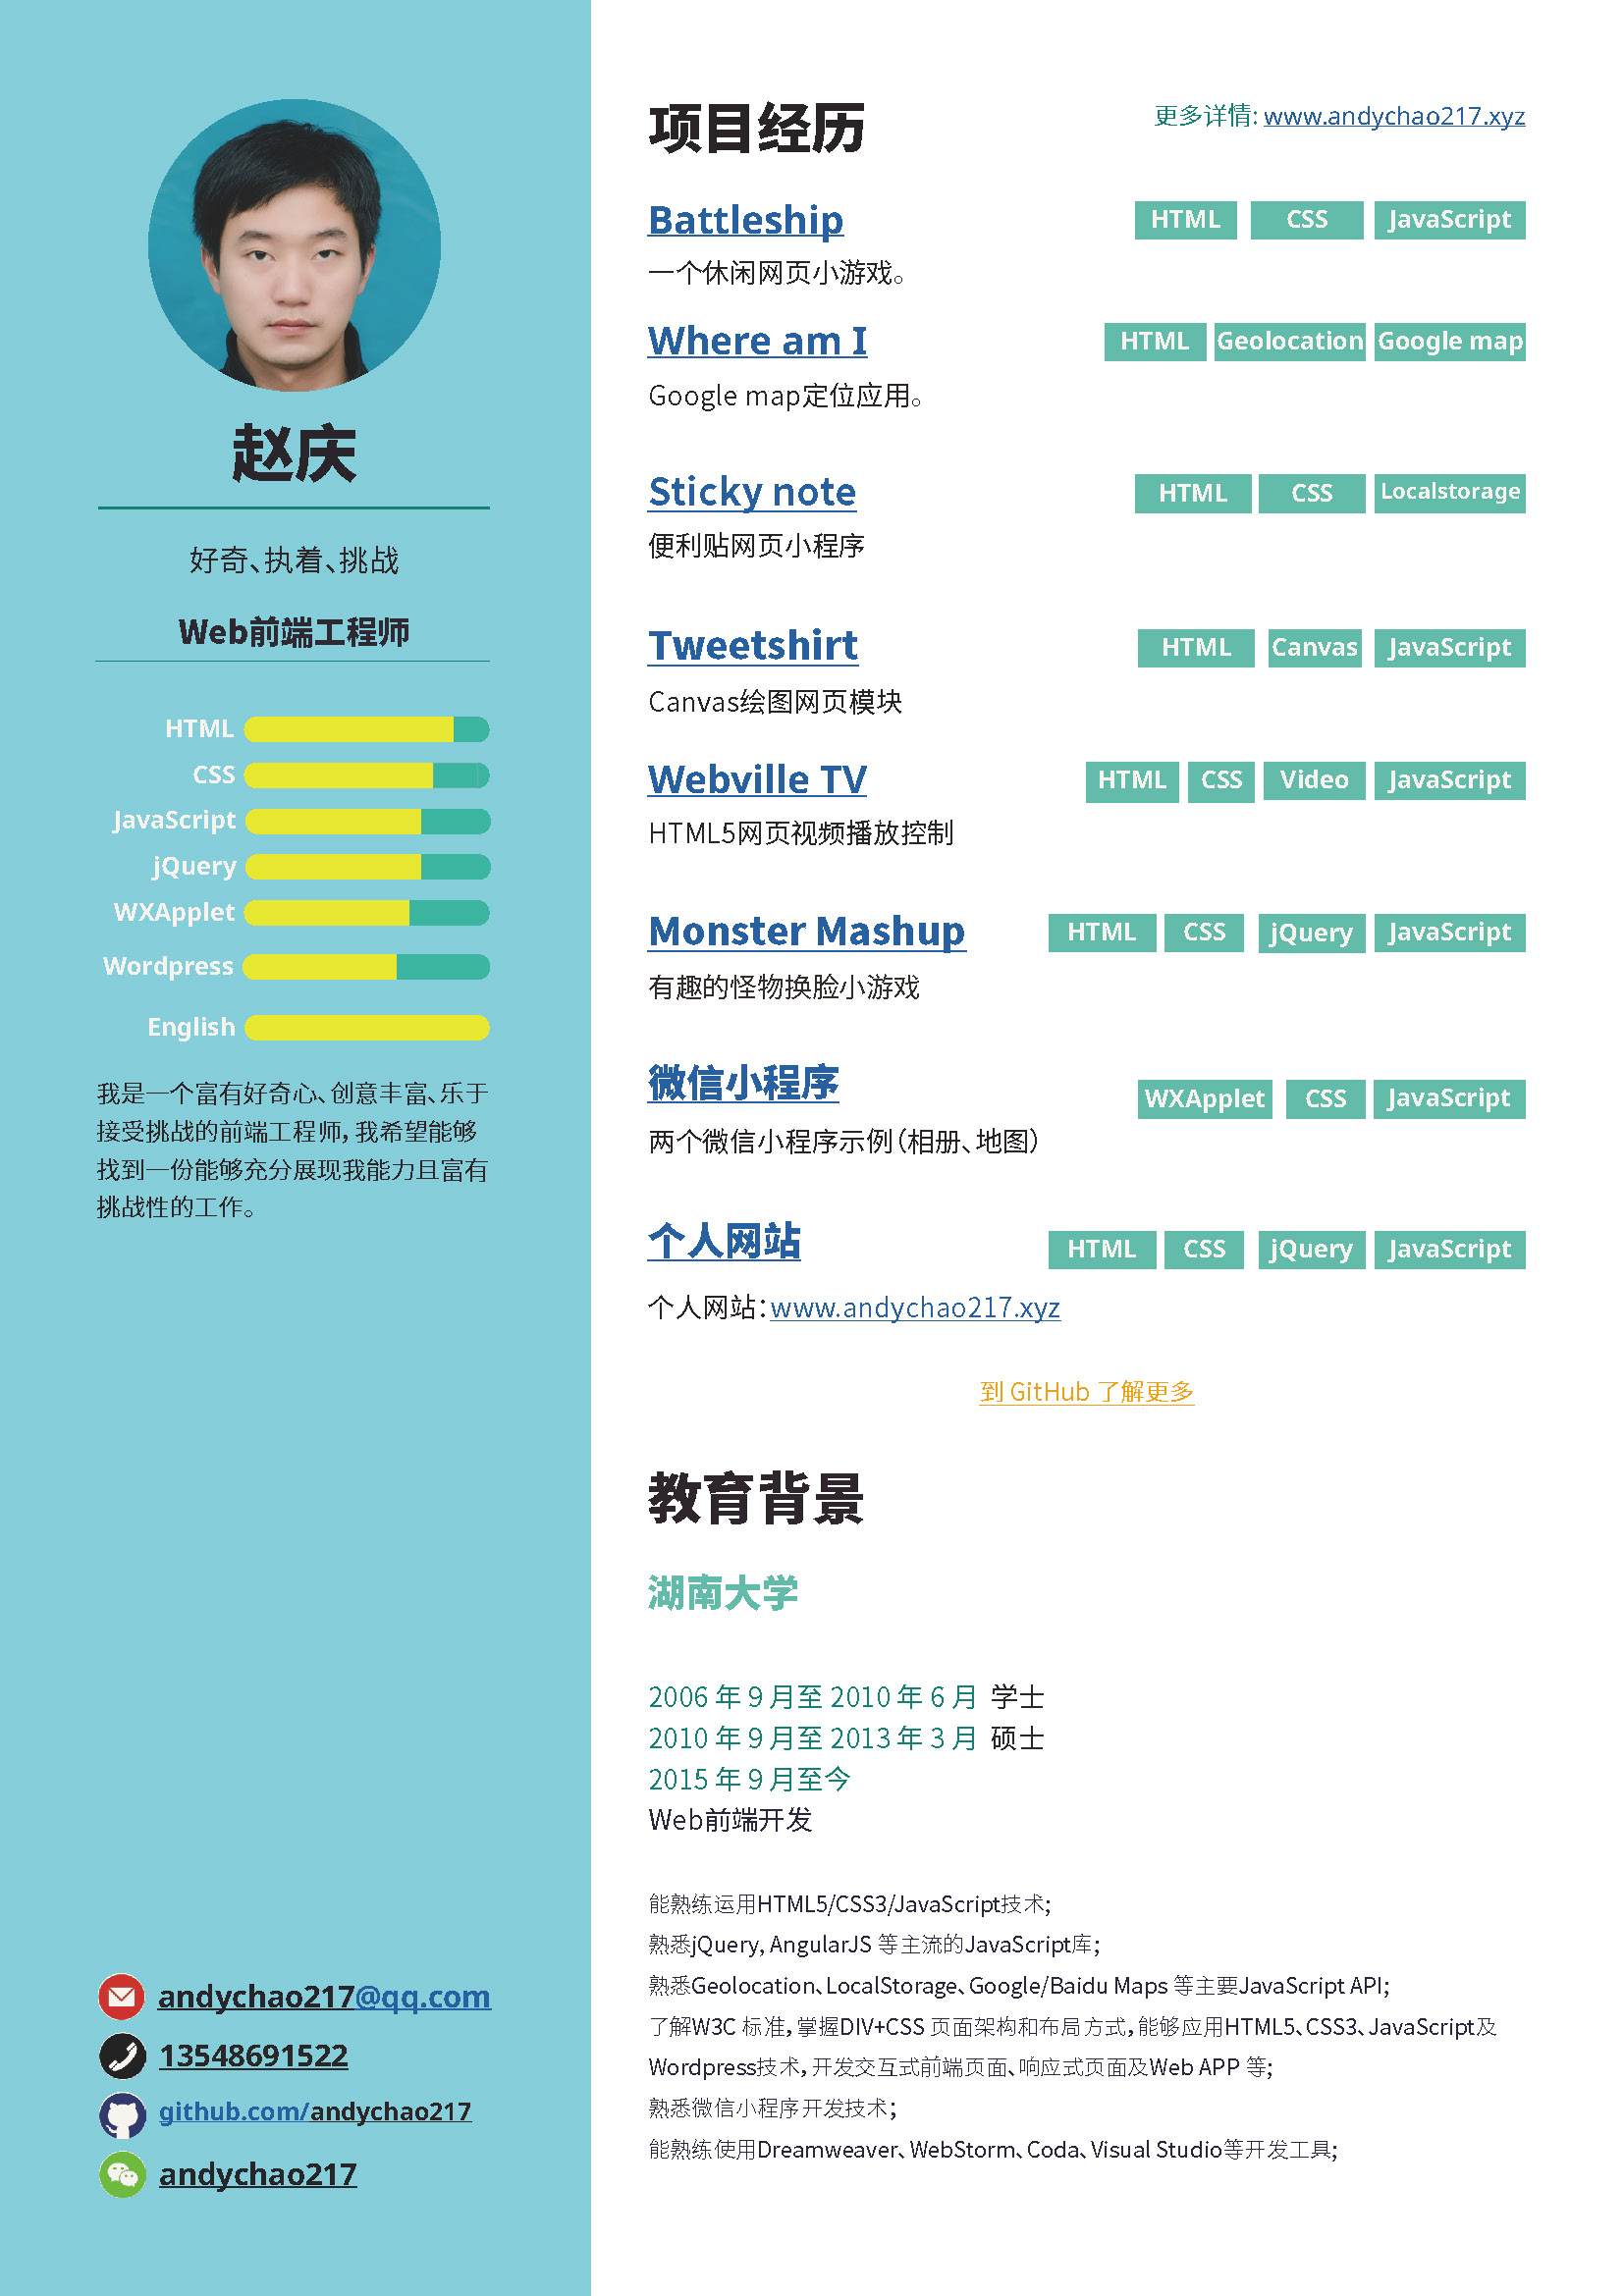 赵庆
好奇、执着、挑战
Web前端工程师
HTML
CSS
JavaScript
jQuery
WXApplet
Wordpress
English
我是一个富有好奇心、创意丰富、乐于
接受挑战的前端工程师，我希望能够
找到一份能够充分展现我能力且富有
挑战性的工作。
andychao217@qq.com
13548691522
github.com/andychao217
andychao217
项目经历
更多详情: www.andychao217.xyz
Battleship HTML CSS JavaScript
一个休闲网页小游戏。
Where am I HTML Geolocation Google map
Google map定位应用。
Sticky note HTML CSS Localstorage
便利贴网页小程序
Tweetshirt HTML Canvas JavaScript
Canvas绘图网页模块
Webville TV HTML CSS Video JavaScript
HTML5网页视频播放控制
Monster Mashup HTML CSS jQuery JavaScript
有趣的怪物换脸小游戏
微信小程序 WXApplet CSS JavaScript
两个微信小程序示例（相册、地图）
个人网站 HTML CSS jQuery JavaScript
个人网站：www.andychao217.xyz
到 GitHub 了解更多
教育背景
湖南大学
2006 年 9 月至 2010 年 6 月 学士
2010 年 9 月至 2013 年 3 月 硕士
2015 年 9 月至今
Web前端开发
能熟练运用HTML5/CSS3/JavaScript技术；
熟悉jQuery, AngularJS 等主流的JavaScript库；
熟悉Geolocation、LocalStorage、Google/Baidu Maps 等主要JavaScript API；
了解W3C 标准，掌握DIV+CSS 页面架构和布局方式，能够应用HTML5、CSS3、JavaScript及
Wordpress技术，开发交互式前端页面、响应式页面及Web APP 等；
熟悉微信小程序开发技术；
能熟练使用Dreamweaver、WebStorm、Coda、Visual Studio等开发工具；